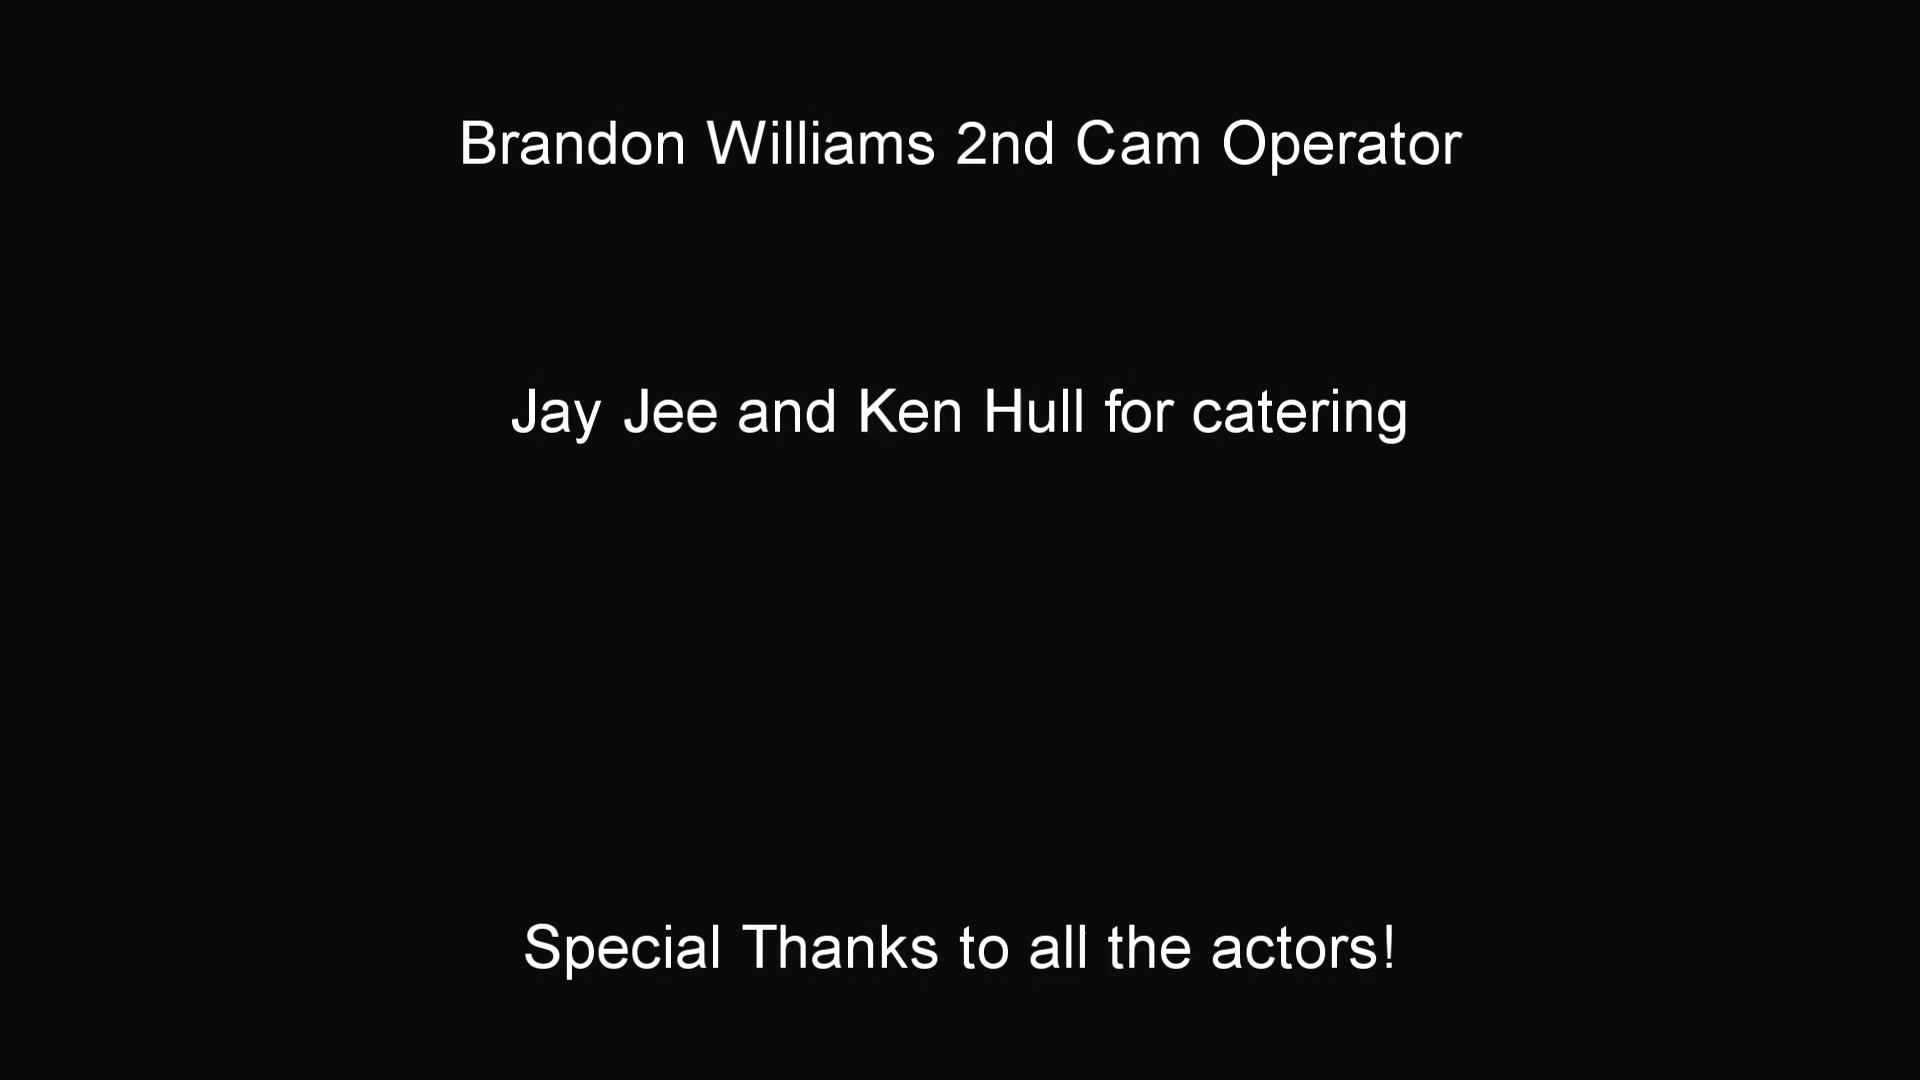 Brandon Williams 2nd Cam Operator
Jay Jee and Ken Hull for catering
Special Thanks to all the actors!